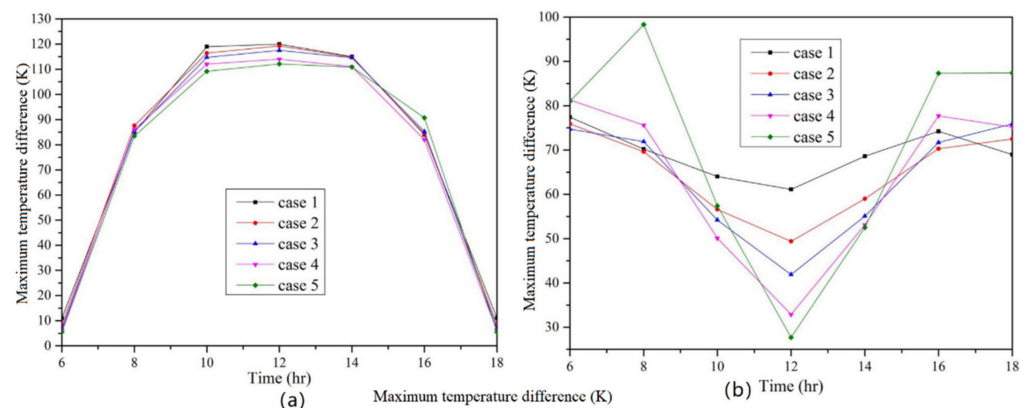 Maximum temperature difference (K)
130
120
110
100
90
80
70
60
50
40
30
20
10
0
case 1
case 2
case 3
case 4
case 5
6 8 10 12 14 16 18
Time (hr)
(a)
Maximum temperature difference (K)
100
90
80
70
60
50
40
30
case 1
case 2
case 3
case 4
case 5
6 8 10 12 14 16 18
Time (hr)
(b)
Maximum temperature difference (K)